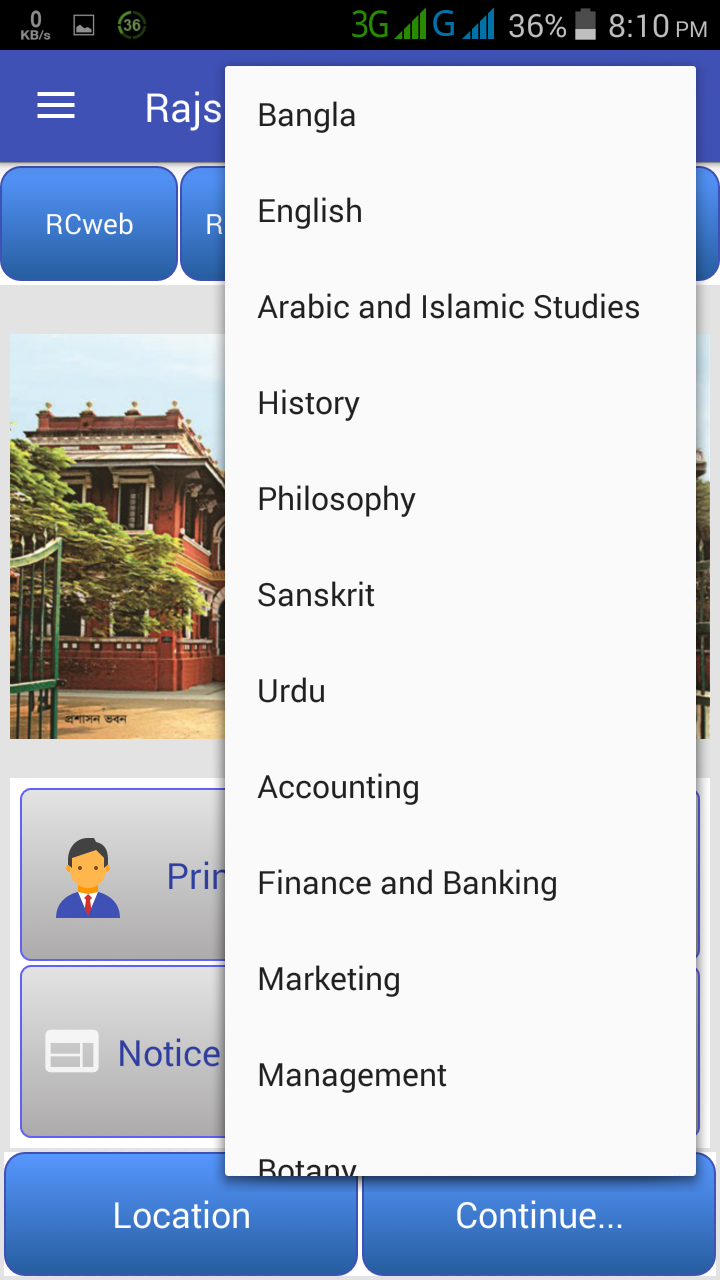 0
KB/s
36
3G
G
36%
8:10 PM
Rajs
Bangla
RCweb
R
English
Arabic and Islamic Studies
History
Philosophy
Sanskrit
Urdu
প্রশাসন ভবন
Accounting
Prin
Finance and Banking
Marketing
Notice
Management
Botany
Location
Continue...